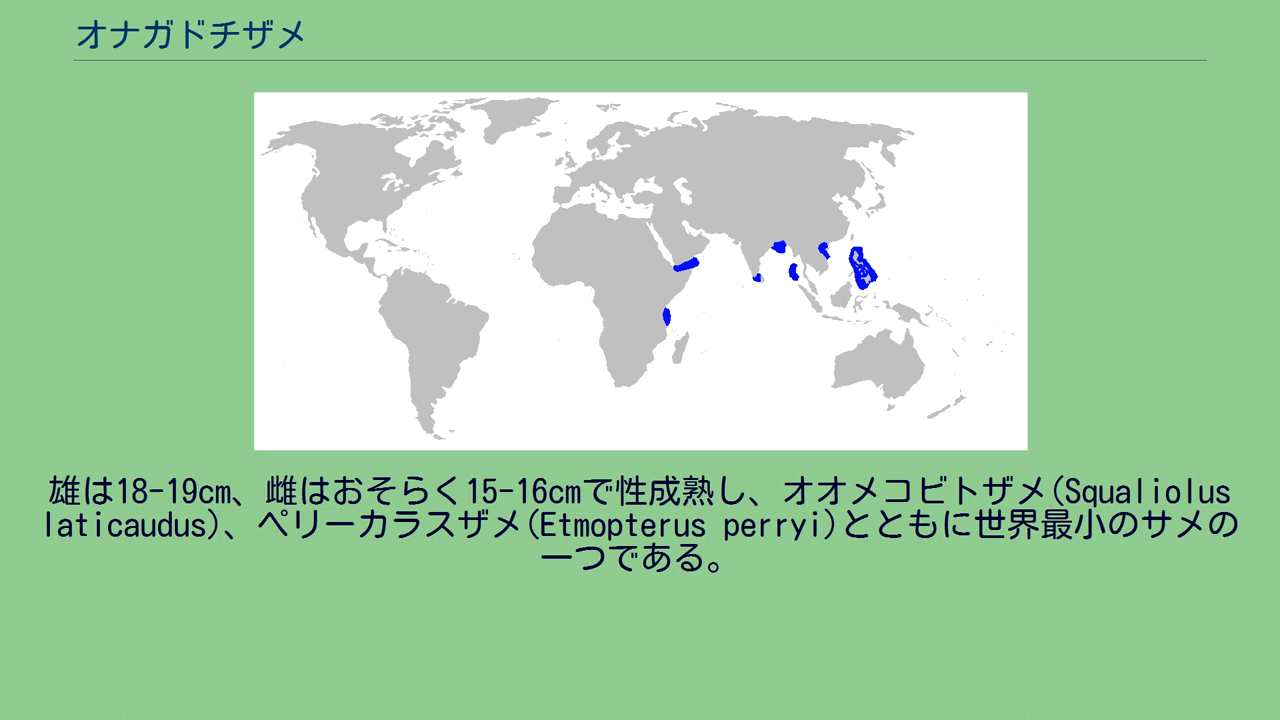 オナガドチザメ
雄は18-19cm、雌はおそらく15-16cmで性成熟し、オオメコビトザメ(Squaliolus
laticaudus)、ペリーカラスザメ(Etmopterus perryi)とともに世界最小のサメの
一つである。